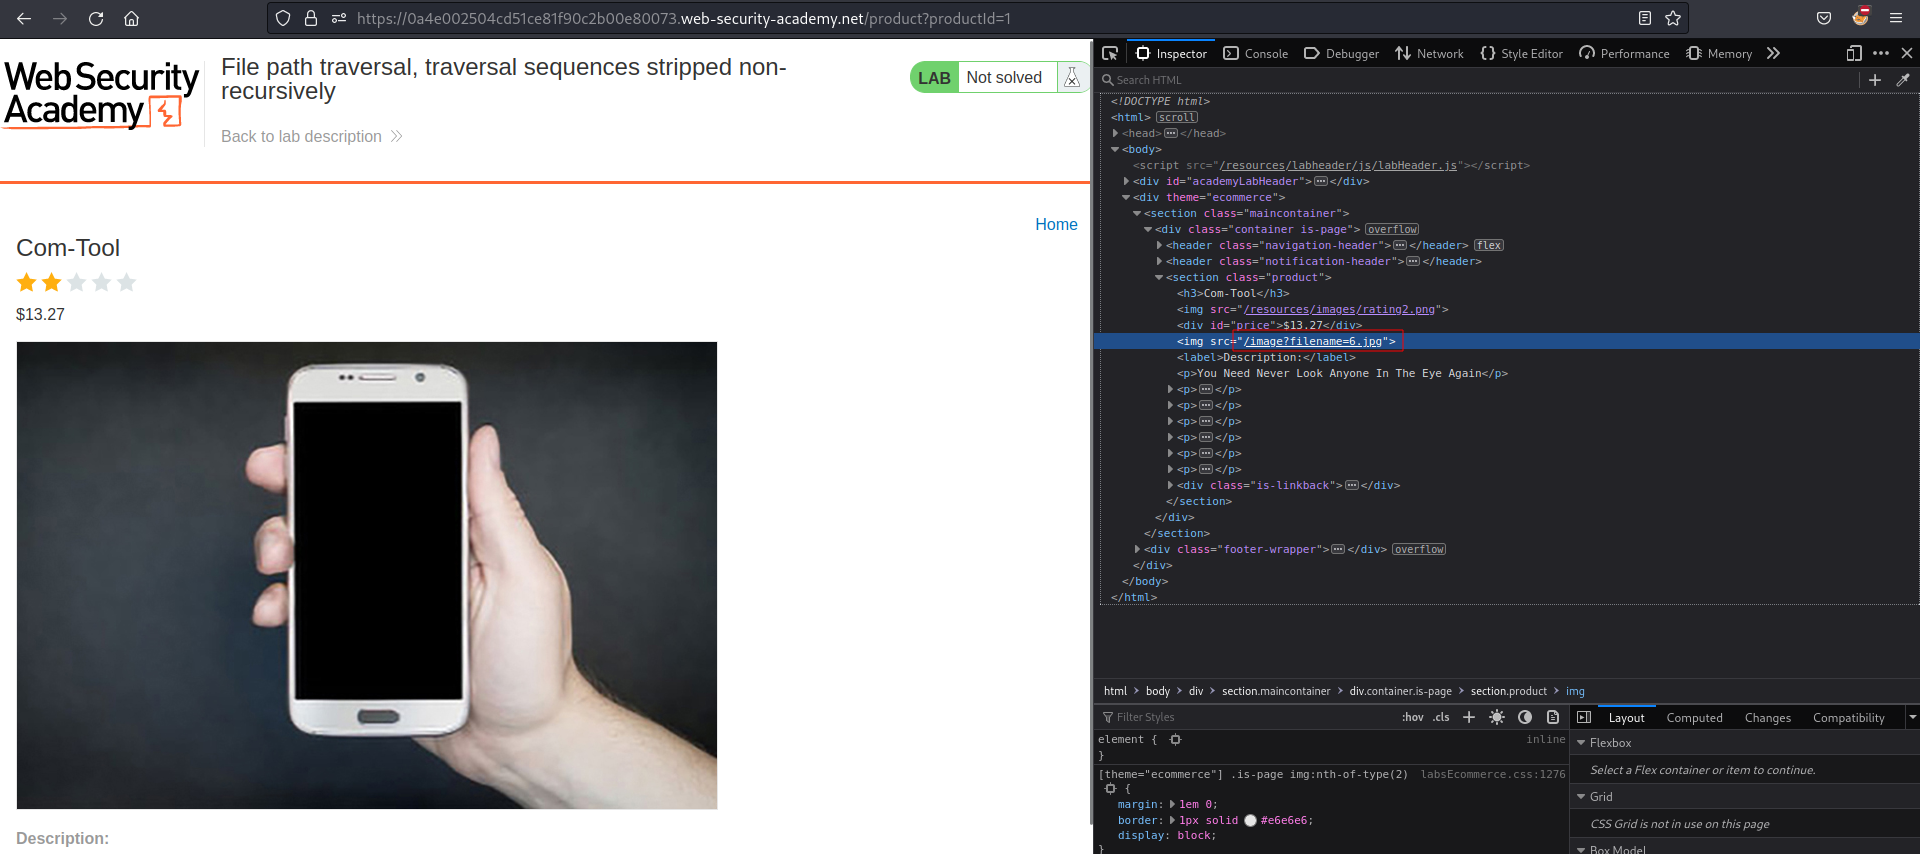 https://0a4e002504cd51ce81f90c2b00e80073.web-security-academy.net/product?productId=1
Web Security
Academy
File path traversal, traversal sequences stripped non-
recursively
Back to lab description
LAB Not solved
Home
Com-Tool
$13.27
Description:
Inspector Console Debugger Network Style Editor Performance Memory
Search HTML
<!DOCTYPE html>
<html> scroll
<head></head>
<body>
<script src="/resources/labheader/js/labHeader.js"></script>
<div id="academyLabHeader"></div>
<div theme="ecommerce">
<section class="maincontainer">
<div class="container is-page"> overflow
<header class="navigation-header"></header> flex
<header class="notification-header"></header>
<section class="product">
<h3>Com-Tool</h3>
<img src="/resources/images/rating2.png">
<div id="price">$13.27</div>
<img src="/image?filename=6.jpg">
<label>Description:</label>
<p>You Need Never Look Anyone In The Eye Again</p>
<p></p>
<p></p>
<p></p>
<p></p>
<p></p>
<p></p>
<div class="is-linkback"></div>
</section>
</div>
</section>
<div class="footer-wrapper"></div> overflow
</div>
</body>
</html>
html > body > div > section.maincontainer > div.container.is-page > section.product > img
Filter Styles :hov .cls
element { inline
}
[theme="ecommerce"] .is-page img:nth-of-type(2) labsEcommerce.css:1276
{
margin: 1em 0;
border: 1px solid #e6e6e6;
display: block;
}
Layout Computed Changes Compatibility
Flexbox
Select a Flex container or item to continue.
Grid
CSS Grid is not in use on this page
Box Model